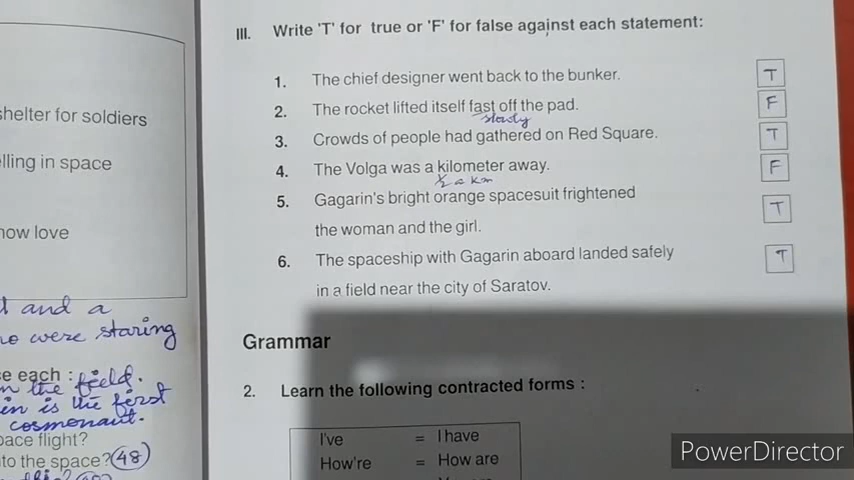 III. Write 'T' for true or 'F' for false against each statement:
1. The chief designer went back to the bunker. T
2. The rocket lifted itself fast off the pad. F
slowly
3. Crowds of people had gathered on Red Square. T
4. The Volga was a kilometer away. F
½ a km
5. Gagarin's bright orange spacesuit frightened
the woman and the girl. T
6. The spaceship with Gagarin aboard landed safely T
in a field near the city of Saratov.
Grammar
2. Learn the following contracted forms :
I've = I have
How're = How are
shelter for soldiers
lling in space
now love
and a
were staring
e each :
the field.
in is the first
cosmonaut.
pace flight?
to the space? 48
PowerDirector